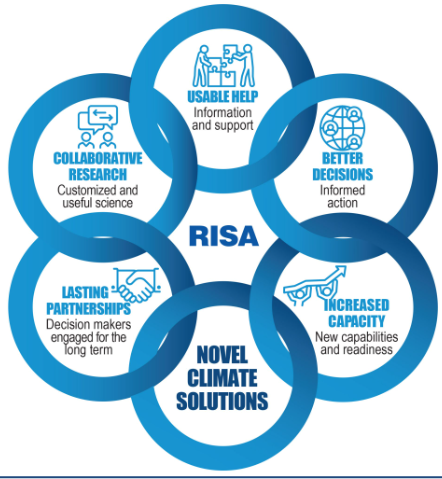 USABLE HELP
Information
and support
COLLABORATIVE
RESEARCH
Customized and
useful science
BETTER
DECISIONS
Informed
action
RISA
LASTING
PARTNERSHIPS
Decision makers
engaged for the
long term
INCREASED
CAPACITY
New capabilities
and readiness
NOVEL
CLIMATE
SOLUTIONS